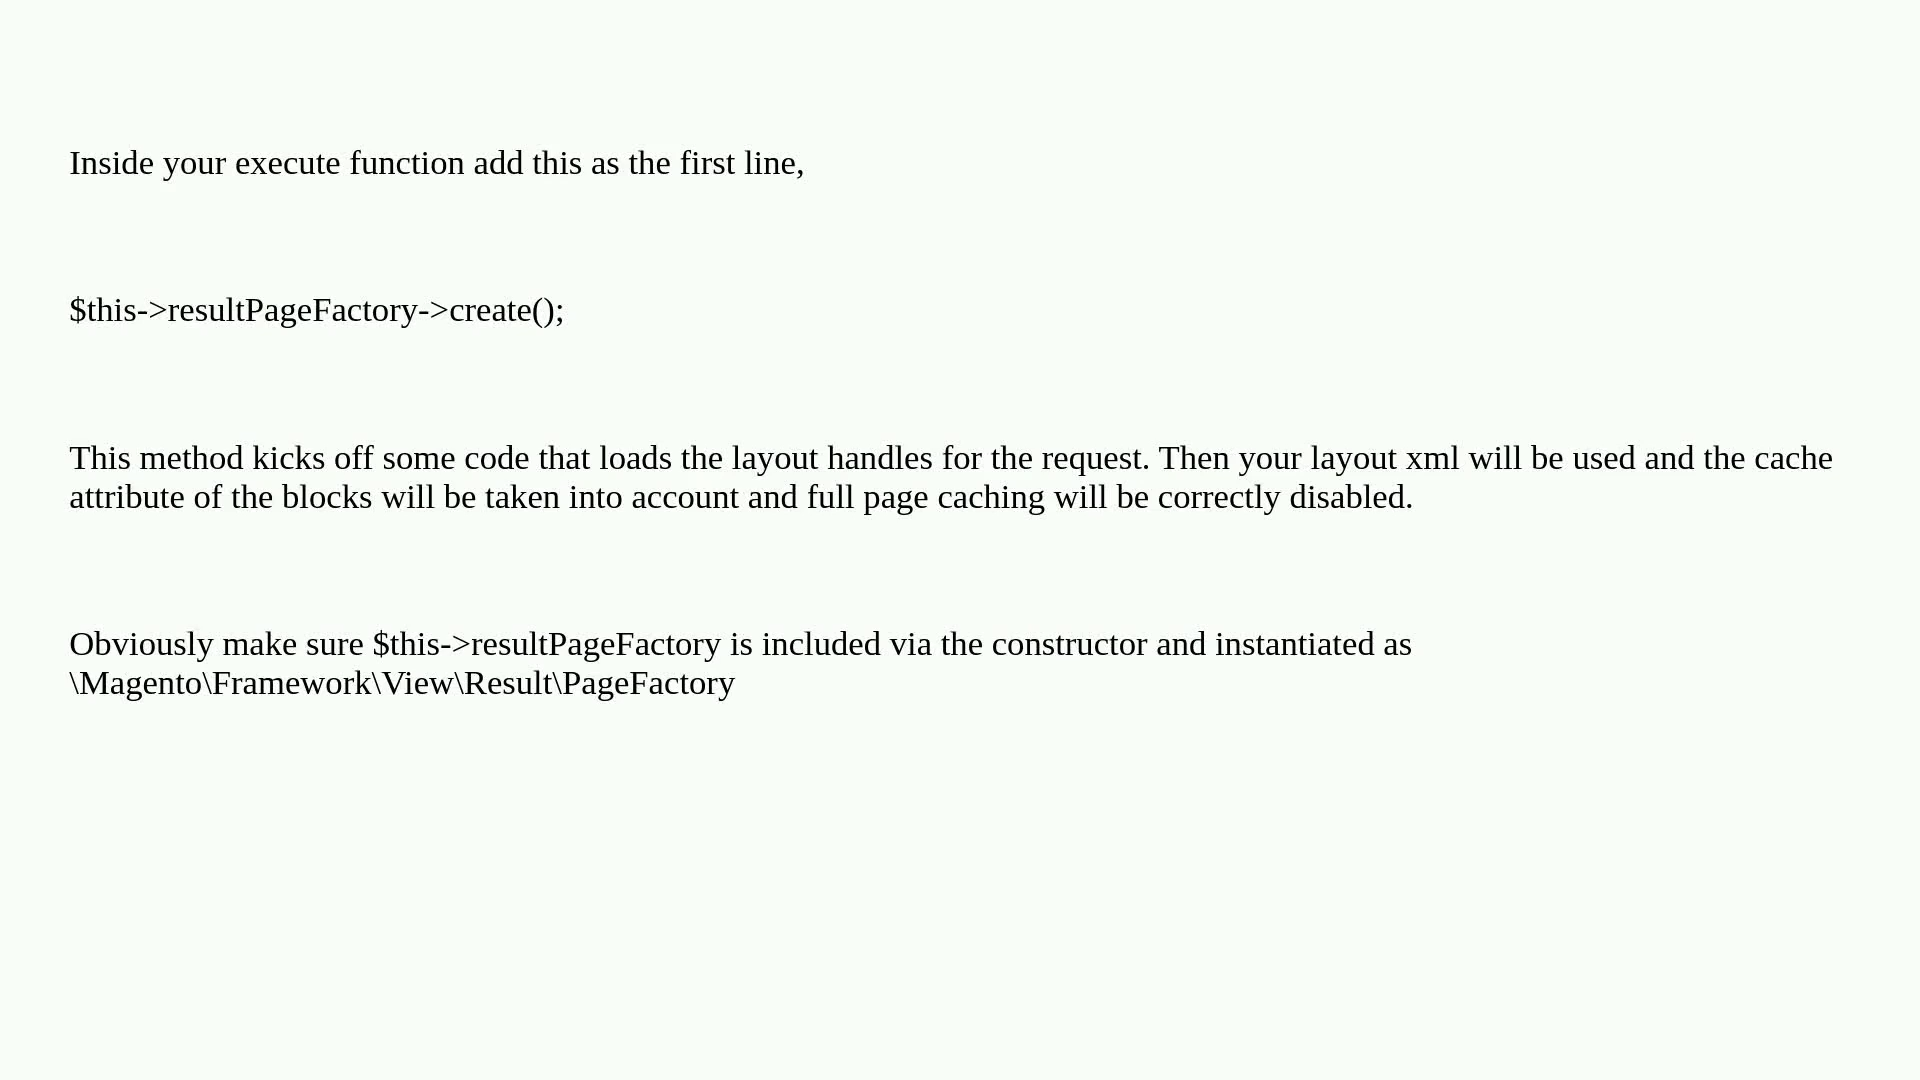 Inside your execute function add this as the first line,
$this->resultPageFactory->create();
This method kicks off some code that loads the layout handles for the request. Then your layout xml will be used and the cache
attribute of the blocks will be taken into account and full page caching will be correctly disabled.
Obviously make sure $this->resultPageFactory is included via the constructor and instantiated as
\Magento\Framework\View\Result\PageFactory